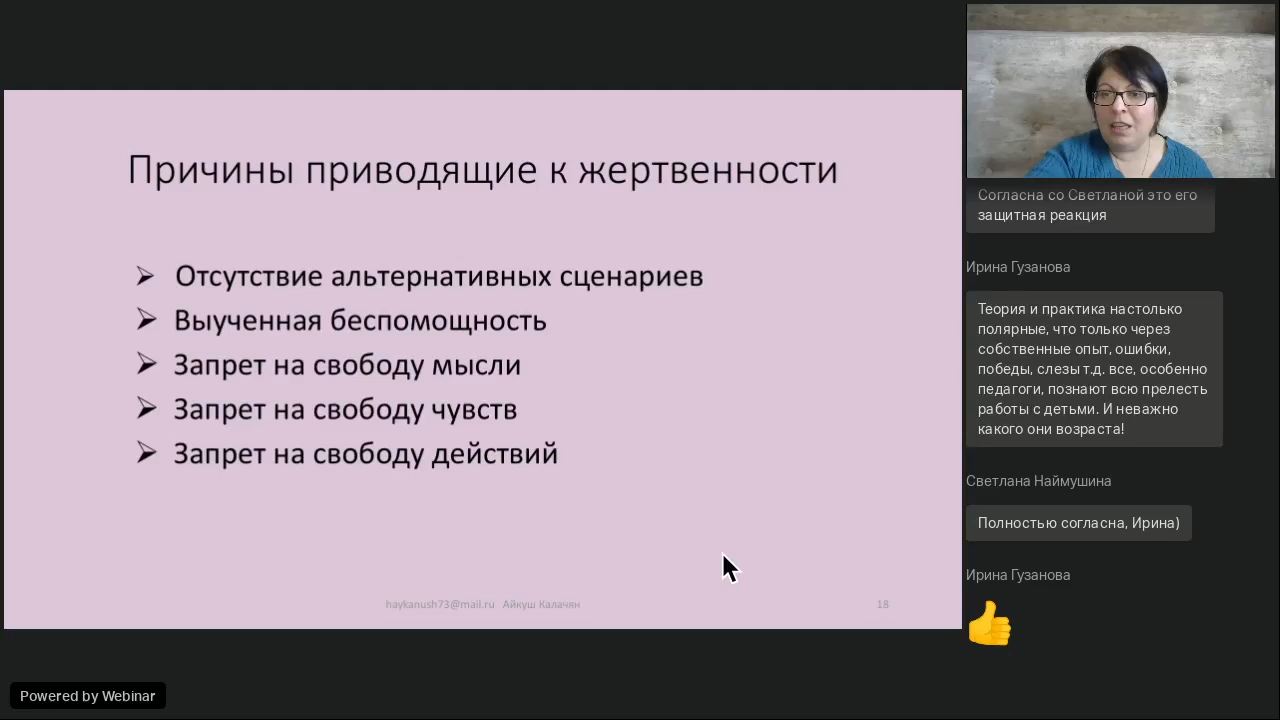 Причины приводящие к жертвенности
Отсутствие альтернативных сценариев
Выученная беспомощность
Запрет на свободу мысли
Запрет на свободу чувств
Запрет на свободу действий
haykanush73@mail.ru Айкуш Калачян
18
Согласна со Светланой это его
защитная реакция
Ирина Гузанова
Теория и практика настолько
полярные, что только через
собственные опыт, ошибки,
победы, слезы т.д. все, особенно
педагоги, познают всю прелесть
работы с детьми. И неважно
какого они возраста!
Светлана Наймушина
Полностью согласна, Ирина)
Ирина Гузанова
Powered by Webinar